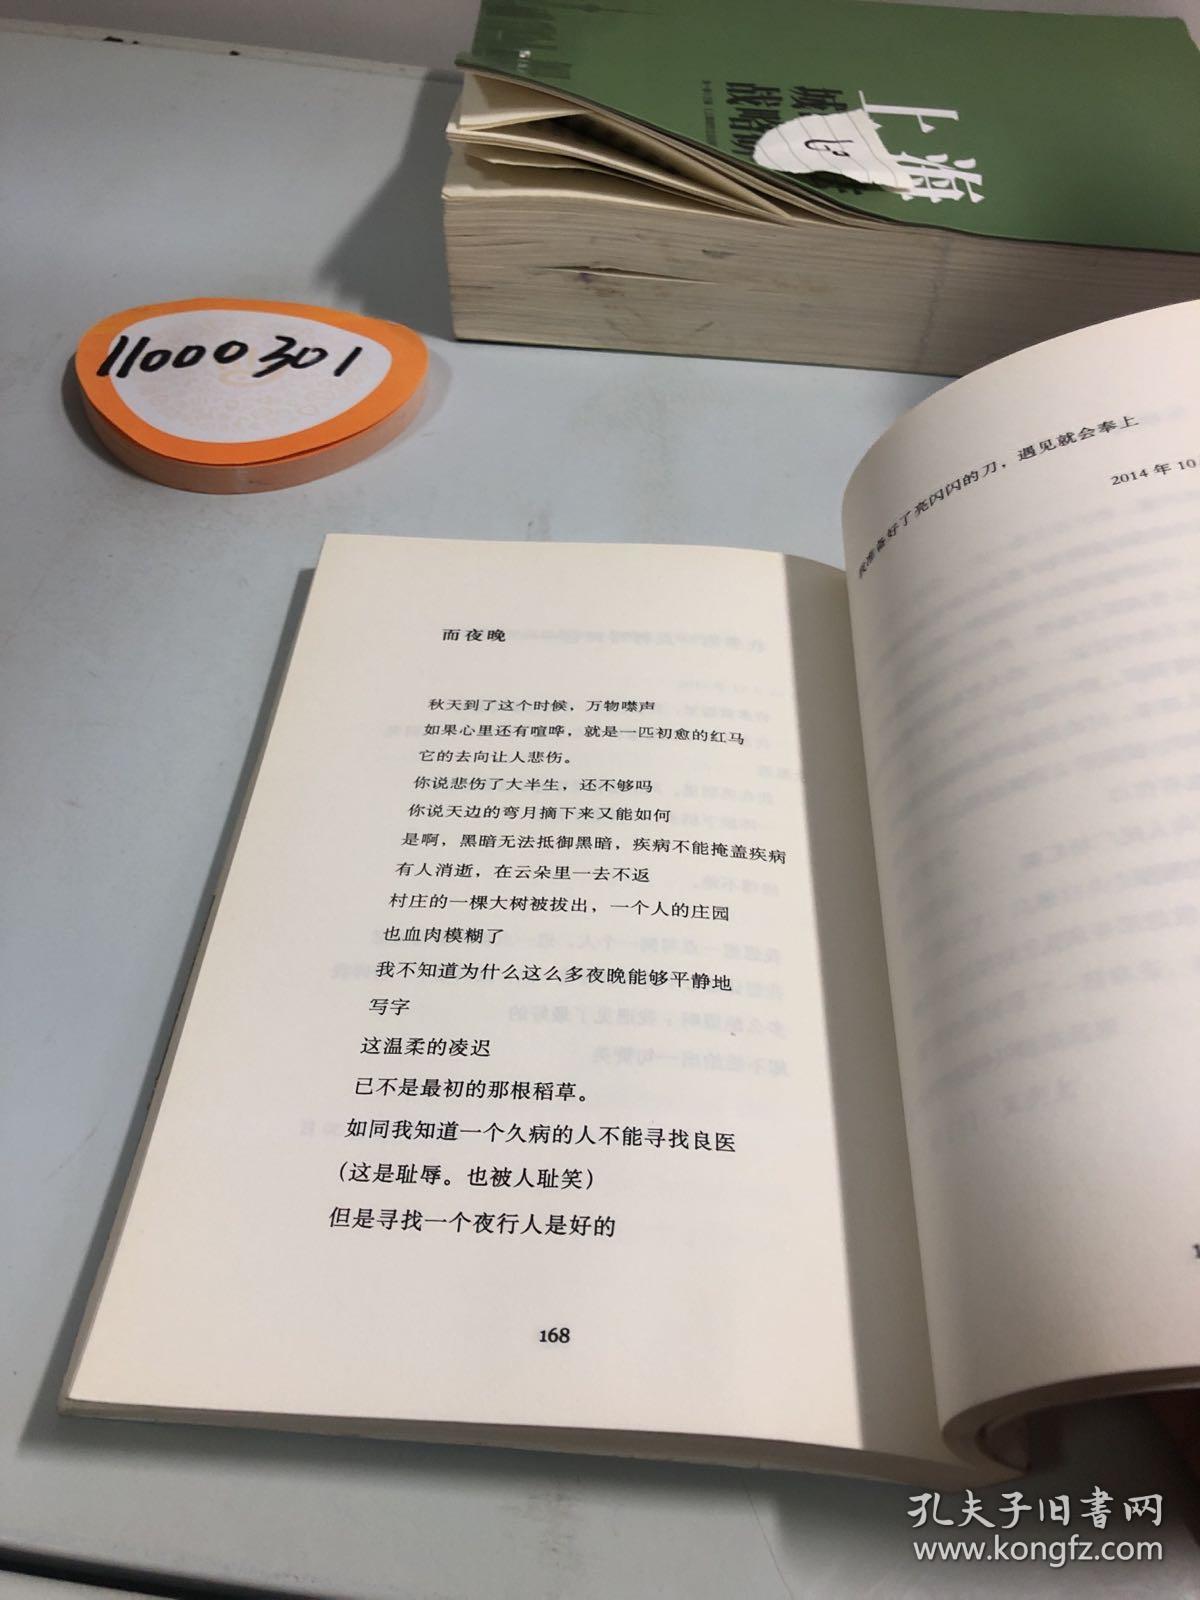 上海
城
战略研
11000301
而夜晚
秋天到了这个时候，万物噤声
如果心里还有喧哗，就是一匹初愈的红马
它的去向让人悲伤。
你说悲伤了大半生，还不够吗
你说天边的弯月摘下来又能如何
是啊，黑暗无法抵御黑暗，疾病不能掩盖疾病
有人消逝，在云朵里一去不返
村庄的一棵大树被拔出，一个人的庄园
也血肉模糊了
我不知道为什么这么多夜晚能够平静地
写字
这温柔的凌迟
已不是最初的那根稻草。
如同我知道一个久病的人不能寻找良医
（这是耻辱。也被人耻笑）
但是寻找一个夜行人是好的
168
我准备好了亮闪闪的刀，遇见就会奉上
2014 年 10
孔夫子旧书网
www.kongfz.com